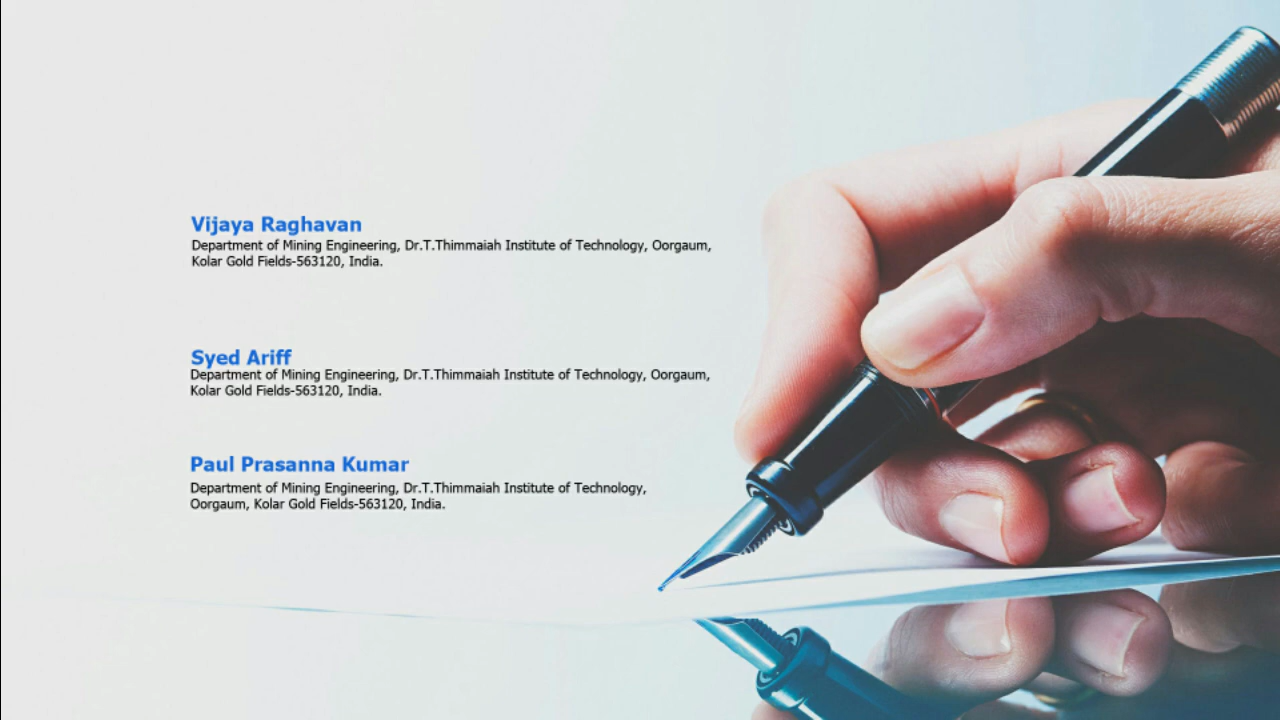 Vijaya Raghavan
Department of Mining Engineering, Dr.T.Thimmaiah Institute of Technology, Oorgaum,
Kolar Gold Fields-563120, India.
Syed Ariff
Department of Mining Engineering, Dr.T.Thimmaiah Institute of Technology, Oorgaum,
Kolar Gold Fields-563120, India.
Paul Prasanna Kumar
Department of Mining Engineering, Dr.T.Thimmaiah Institute of Technology,
Oorgaum, Kolar Gold Fields-563120, India.